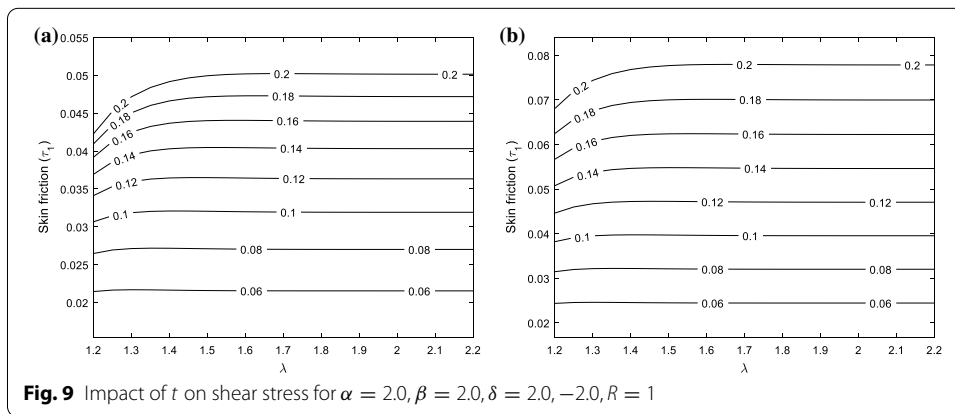 (a)
0.055
0.05
0.045
0.04
0.035
0.03
0.025
0.02
Skin friction (τ₁)
0.2 0.2 0.2
0.18 0.18
0.16 0.16
0.14 0.14
0.12 0.12
0.1 0.1
0.08 0.08
0.06 0.06
1.2 1.3 1.4 1.5 1.6 1.7 1.8 1.9 2 2.1 2.2
λ
(b)
0.08
0.07
0.06
0.05
0.04
0.03
0.02
Skin friction (τ₁)
0.2 0.2 0.2
0.18 0.18
0.16 0.16
0.14 0.14
0.12 0.12
0.1 0.1 0.1
0.08 0.08
0.06 0.06
1.2 1.3 1.4 1.5 1.6 1.7 1.8 1.9 2 2.1 2.2
λ
Fig. 9 Impact of t on shear stress for α = 2.0, β = 2.0, δ = 2.0, −2.0, R = 1